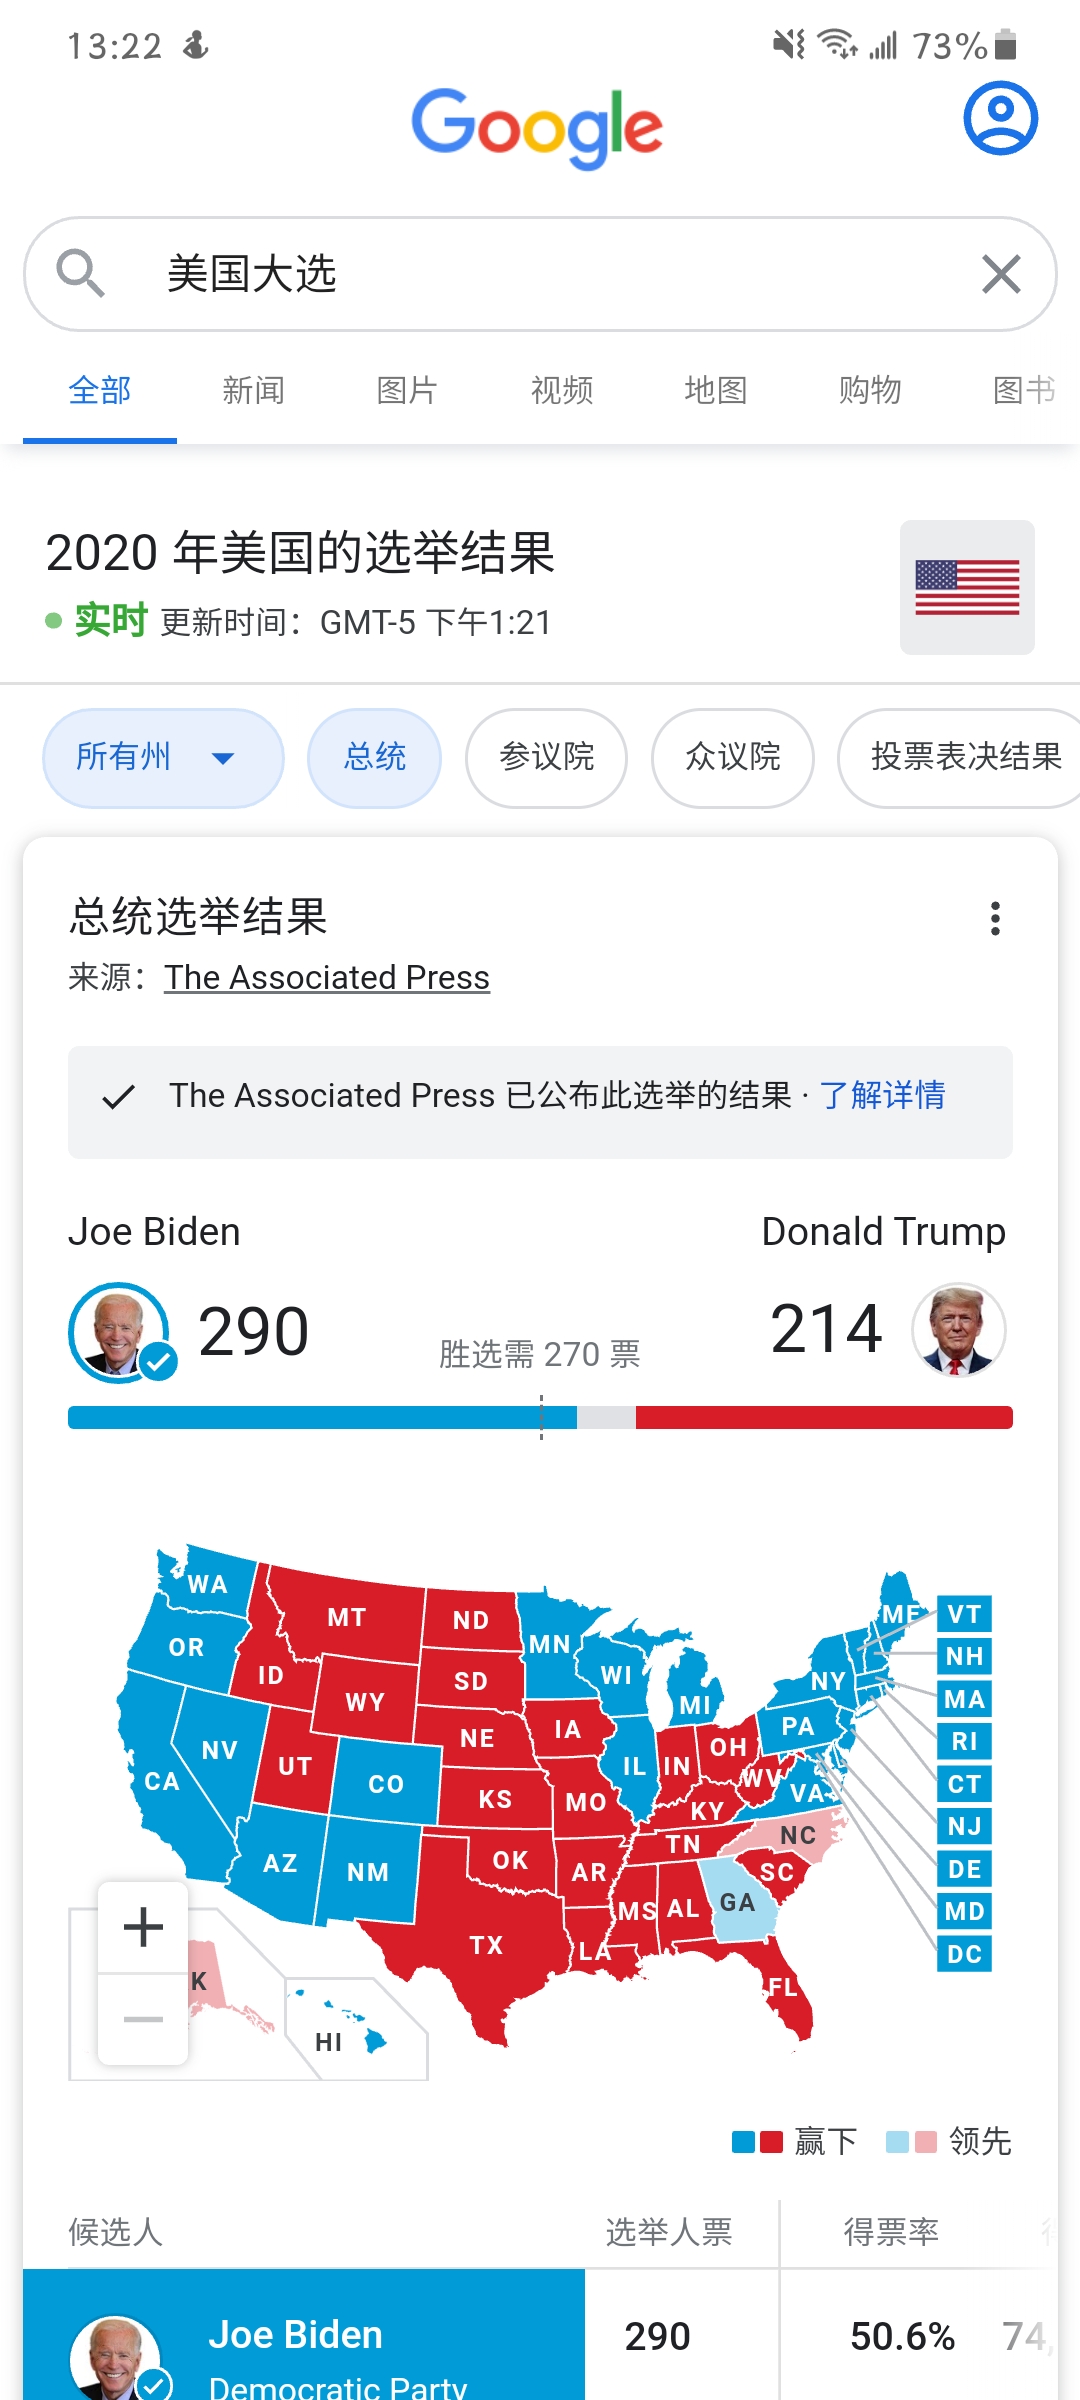 13:22 73%
Google
美国大选
全部 新闻 图片 视频 地图 购物 图书
2020 年美国的选举结果
实时 更新时间：GMT-5 下午1:21
所有州 总统 参议院 众议院 投票表决结果
总统选举结果
来源：The Associated Press
The Associated Press 已公布此选举的结果 · 了解详情
Joe Biden Donald Trump
290 胜选需 270 票 214
WA MT ND MN ME VT
OR ID SD WI NH
WY MI NY MA
NV UT NE IA PA RI
CA CO KS IL IN OH WV VA CT
MO KY NJ
AZ NM OK AR TN NC DE
TX MS AL GA SC MD
LA FL DC
K HI
赢下 领先
候选人 选举人票 得票率
Joe Biden 290 50.6% 74,
Democratic Party